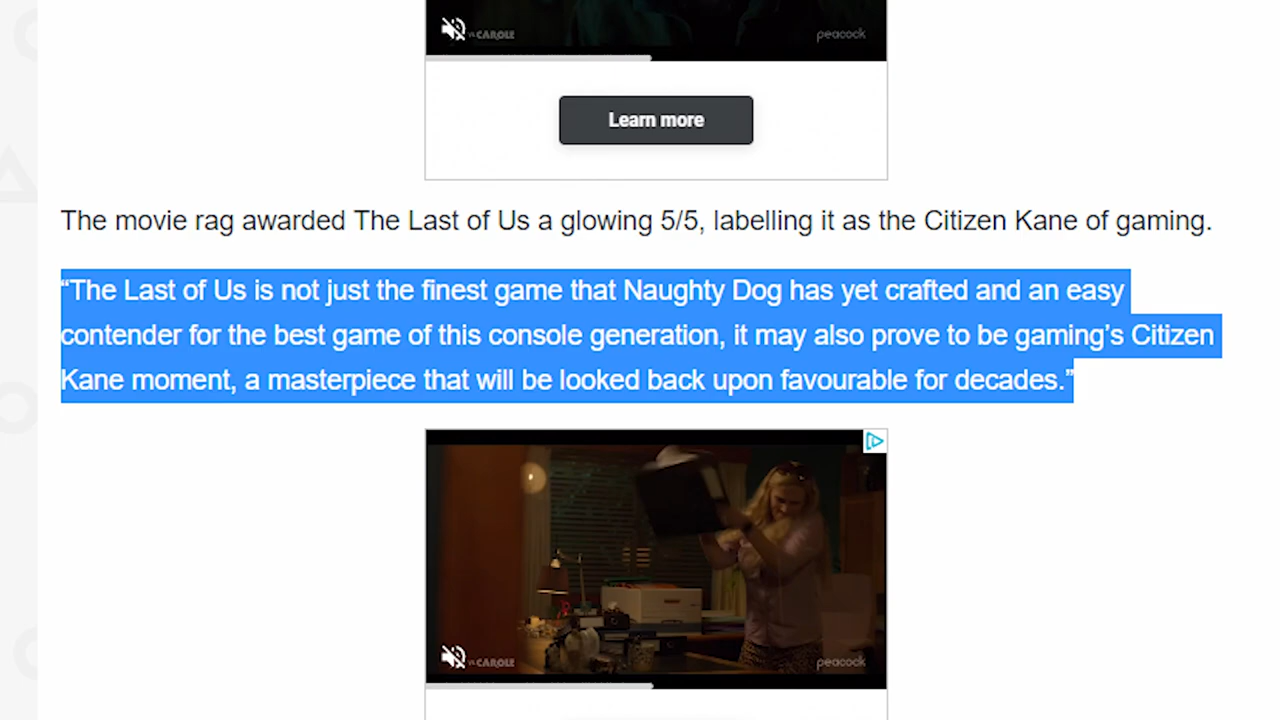 CAROLE
peacock
Learn more
The movie rag awarded The Last of Us a glowing 5/5, labelling it as the Citizen Kane of gaming.
“The Last of Us is not just the finest game that Naughty Dog has yet crafted and an easy
contender for the best game of this console generation, it may also prove to be gaming’s Citizen
Kane moment, a masterpiece that will be looked back upon favourable for decades.”
CAROLE
peacock